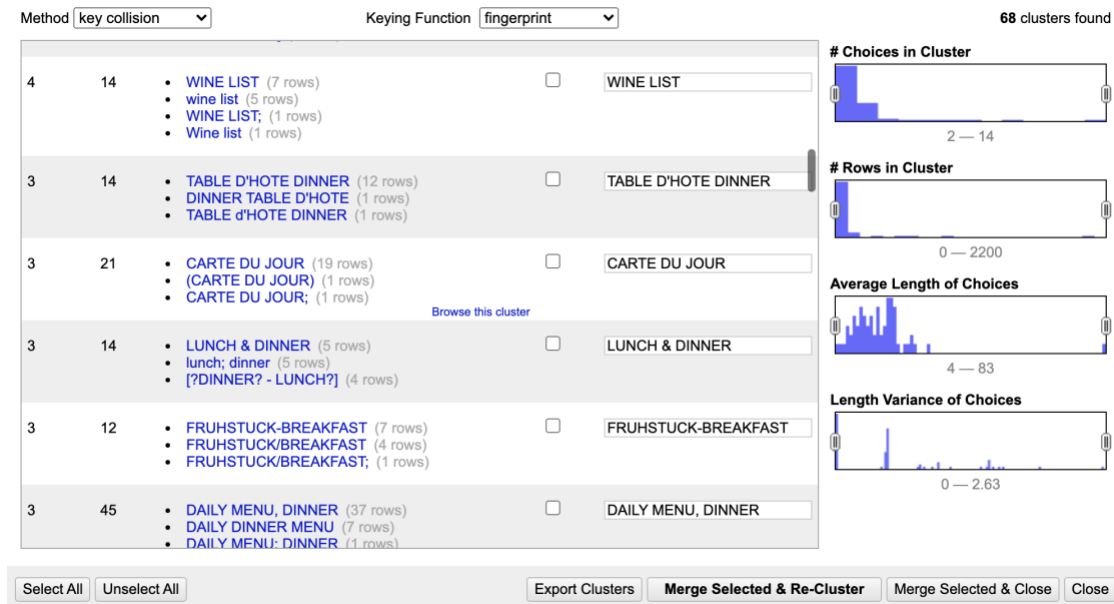 Method key collision Keying Function fingerprint 68 clusters found
4 14 • WINE LIST (7 rows) WINE LIST
• wine list (5 rows)
• WINE LIST; (1 rows)
• Wine list (1 rows)
3 14 • TABLE D'HOTE DINNER (12 rows) TABLE D'HOTE DINNER
• DINNER TABLE D'HOTE (1 rows)
• TABLE d'HOTE DINNER (1 rows)
3 21 • CARTE DU JOUR (19 rows) CARTE DU JOUR
• (CARTE DU JOUR) (1 rows)
• CARTE DU JOUR; (1 rows)
Browse this cluster
3 14 • LUNCH & DINNER (5 rows) LUNCH & DINNER
• lunch; dinner (5 rows)
• [?DINNER? - LUNCH?] (4 rows)
3 12 • FRUHSTUCK-BREAKFAST (7 rows) FRUHSTUCK-BREAKFAST
• FRUHSTUCK/BREAKFAST (4 rows)
• FRUHSTUCK/BREAKFAST; (1 rows)
3 45 • DAILY MENU, DINNER (37 rows) DAILY MENU, DINNER
• DAILY DINNER MENU (7 rows)
• DAILY MENU; DINNER (1 rows)
# Choices in Cluster
2 — 14
# Rows in Cluster
0 — 2200
Average Length of Choices
4 — 83
Length Variance of Choices
0 — 2.63
Select All Unselect All Export Clusters Merge Selected & Re-Cluster Merge Selected & Close Close